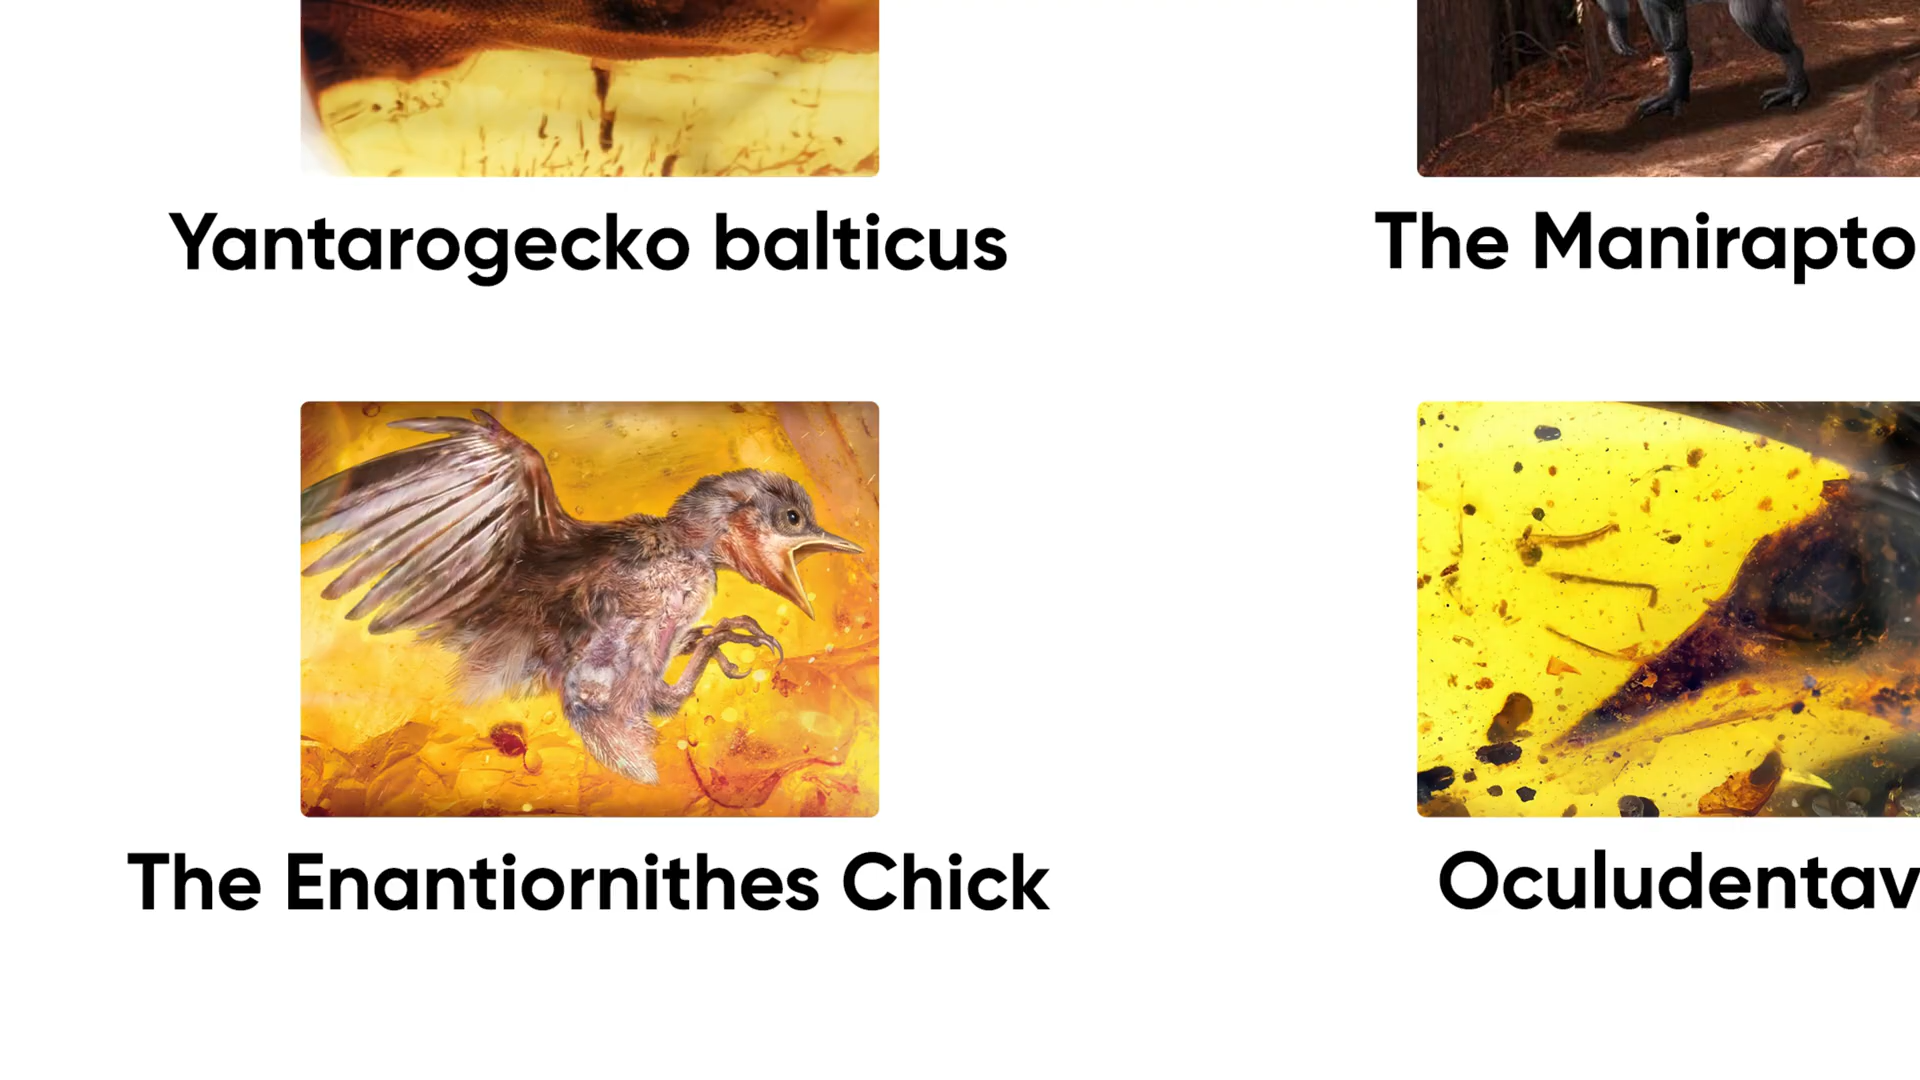 Yantarogecko balticus
The Manirapto
The Enantiornithes Chick
Oculudentav